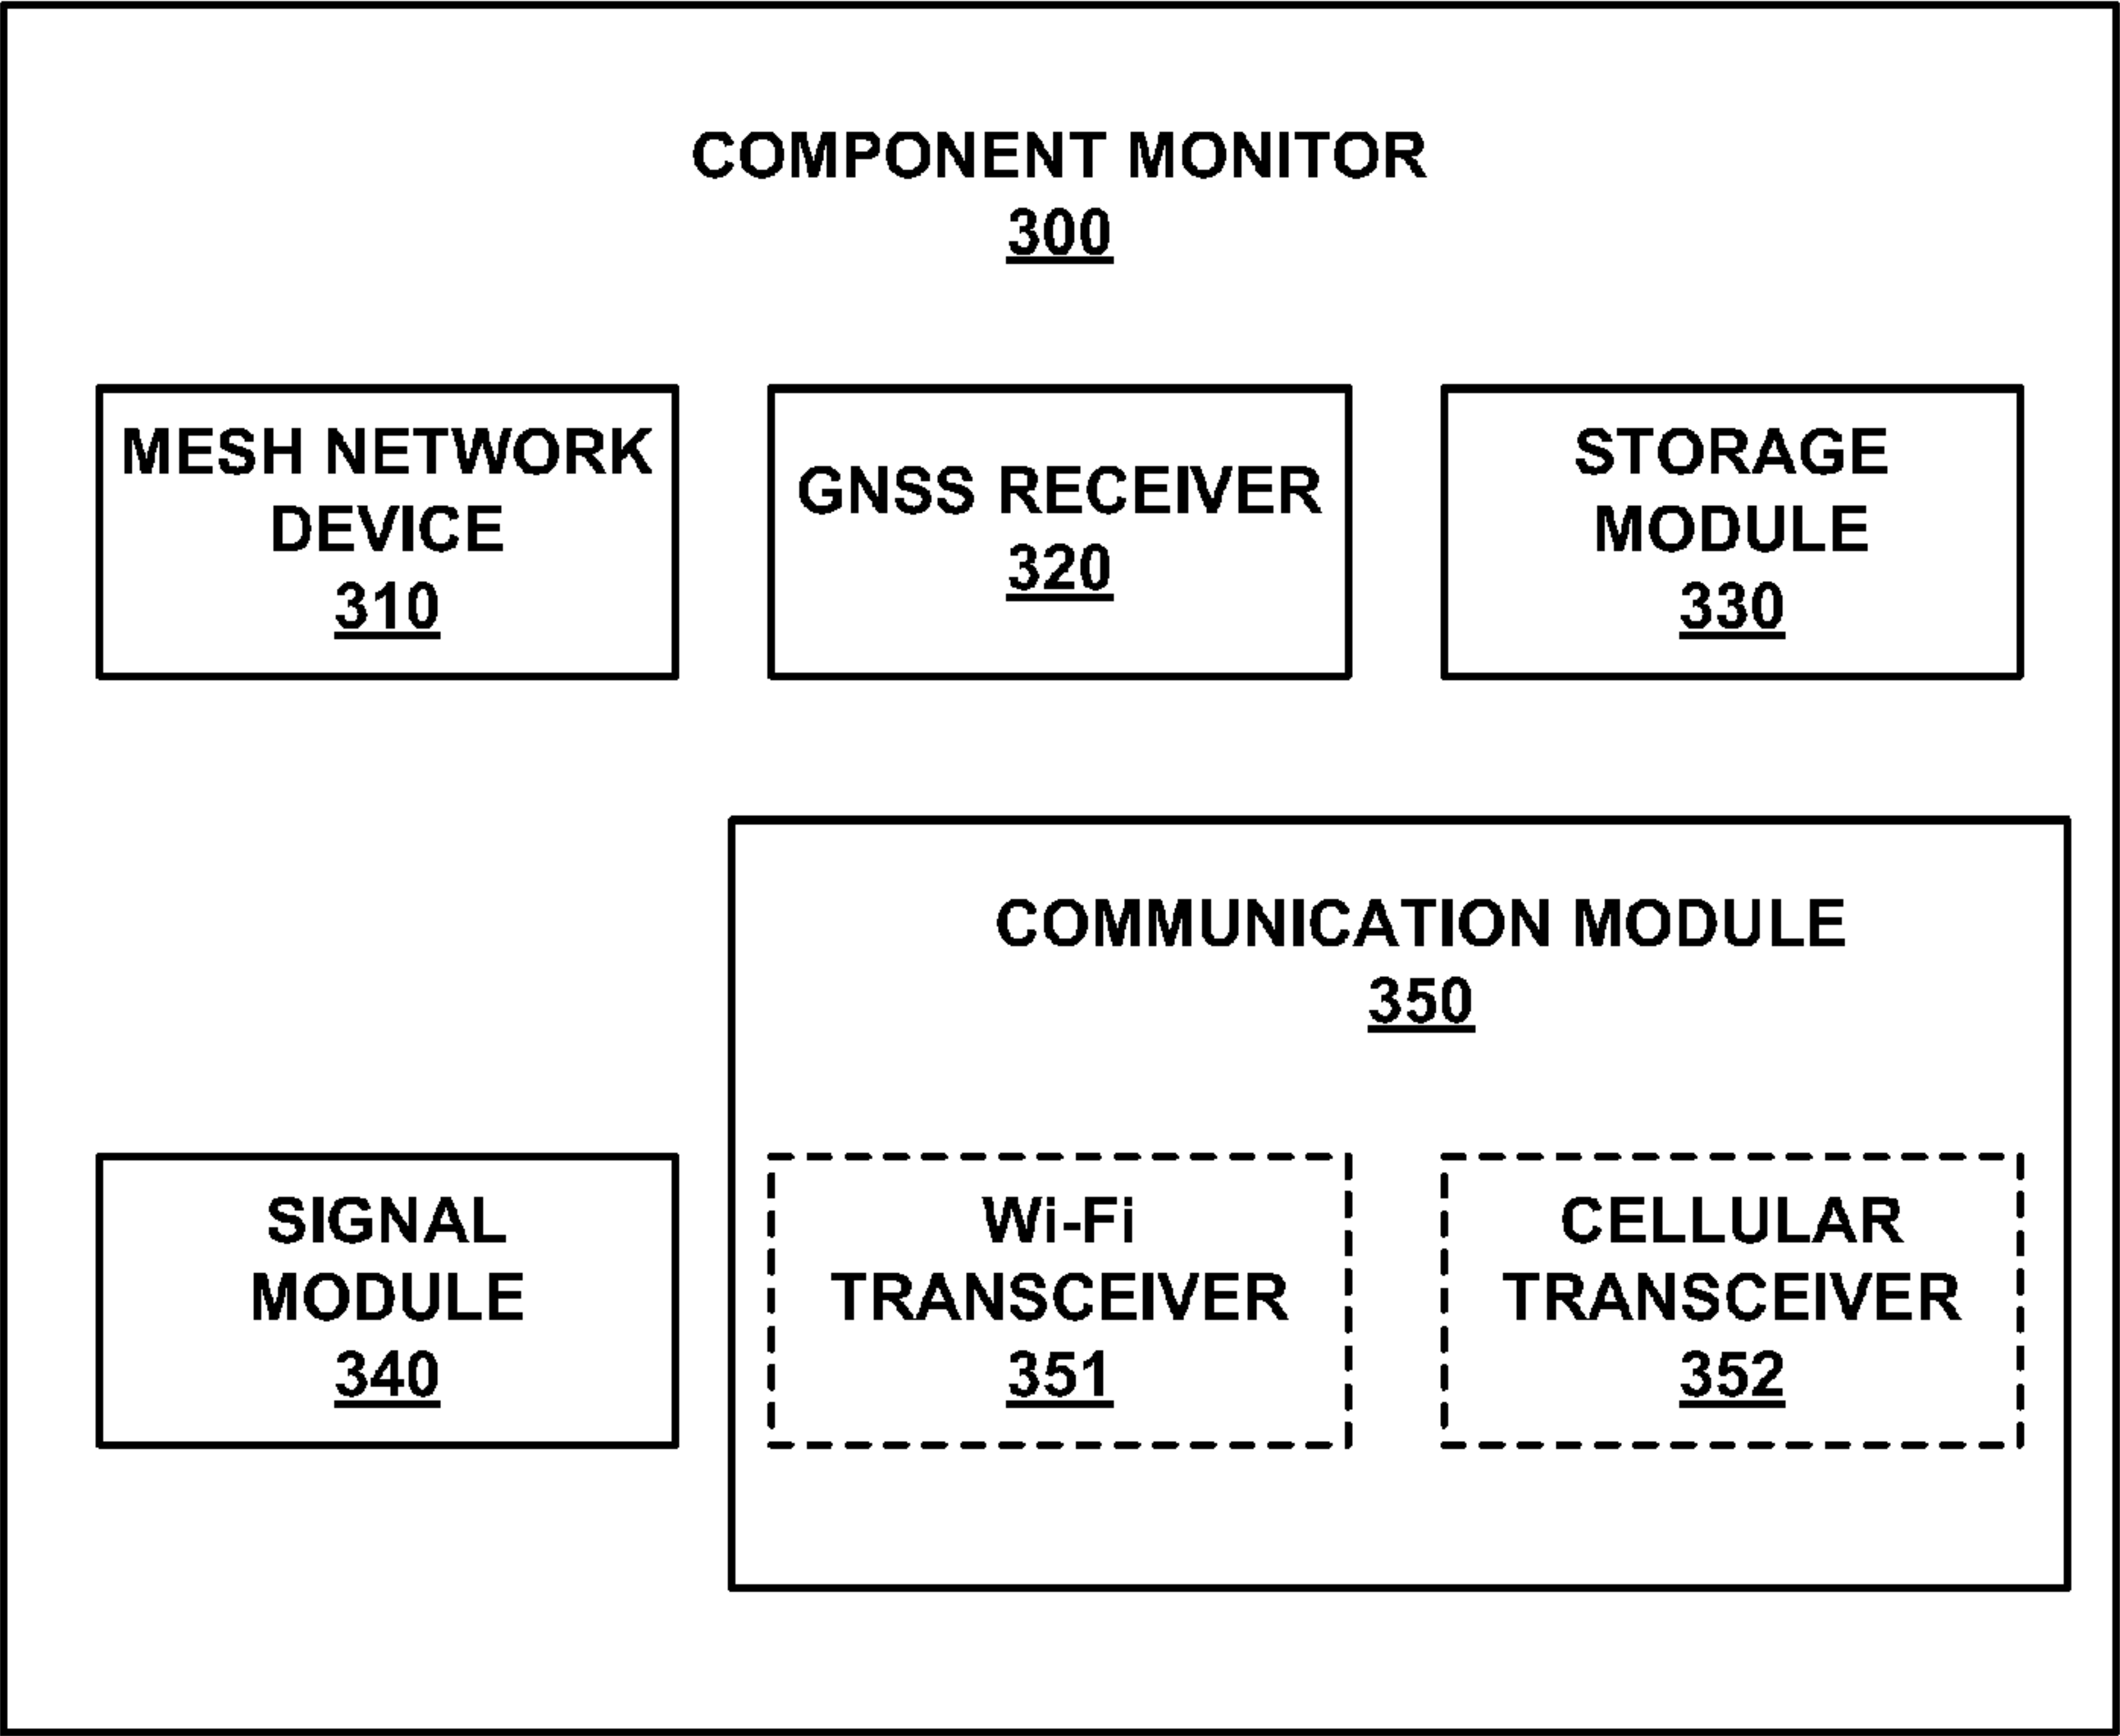 COMPONENT MONITOR
300
MESH NETWORK
DEVICE
310
GNSS RECEIVER
320
STORAGE
MODULE
330
COMMUNICATION MODULE
350
SIGNAL
MODULE
340
Wi-Fi
TRANSCEIVER
351
CELLULAR
TRANSCEIVER
352